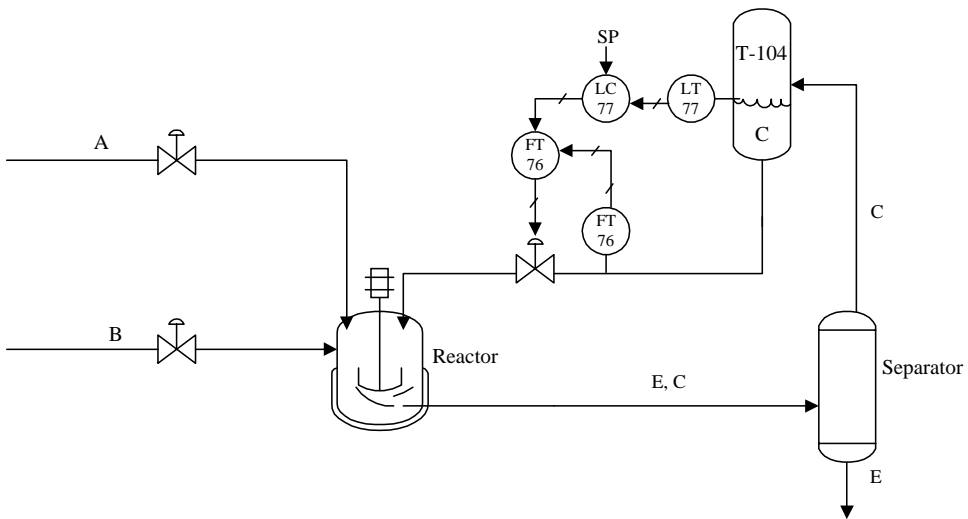 SP
T-104
LC
77
LT
77
C
A
FT
76
FT
76
C
B
Reactor
E, C
Separator
E